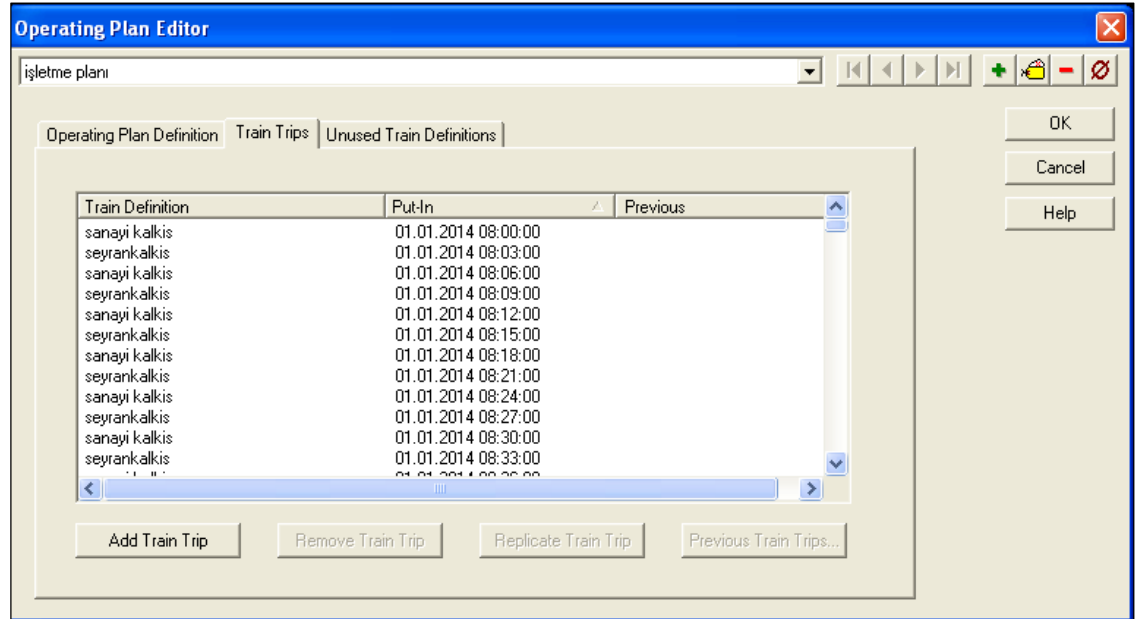 Operating Plan Editor
işletme planı
Operating Plan Definition Train Trips Unused Train Definitions
OK
Cancel
Help
Train Definition Put-In Previous
sanayi kalkis 01.01.2014 08:00:00
seyrankalkis 01.01.2014 08:03:00
sanayi kalkis 01.01.2014 08:06:00
seyrankalkis 01.01.2014 08:09:00
sanayi kalkis 01.01.2014 08:12:00
seyrankalkis 01.01.2014 08:15:00
sanayi kalkis 01.01.2014 08:18:00
seyrankalkis 01.01.2014 08:21:00
sanayi kalkis 01.01.2014 08:24:00
seyrankalkis 01.01.2014 08:27:00
sanayi kalkis 01.01.2014 08:30:00
seyrankalkis 01.01.2014 08:33:00
Add Train Trip Remove Train Trip Replicate Train Trip Previous Train Trips...